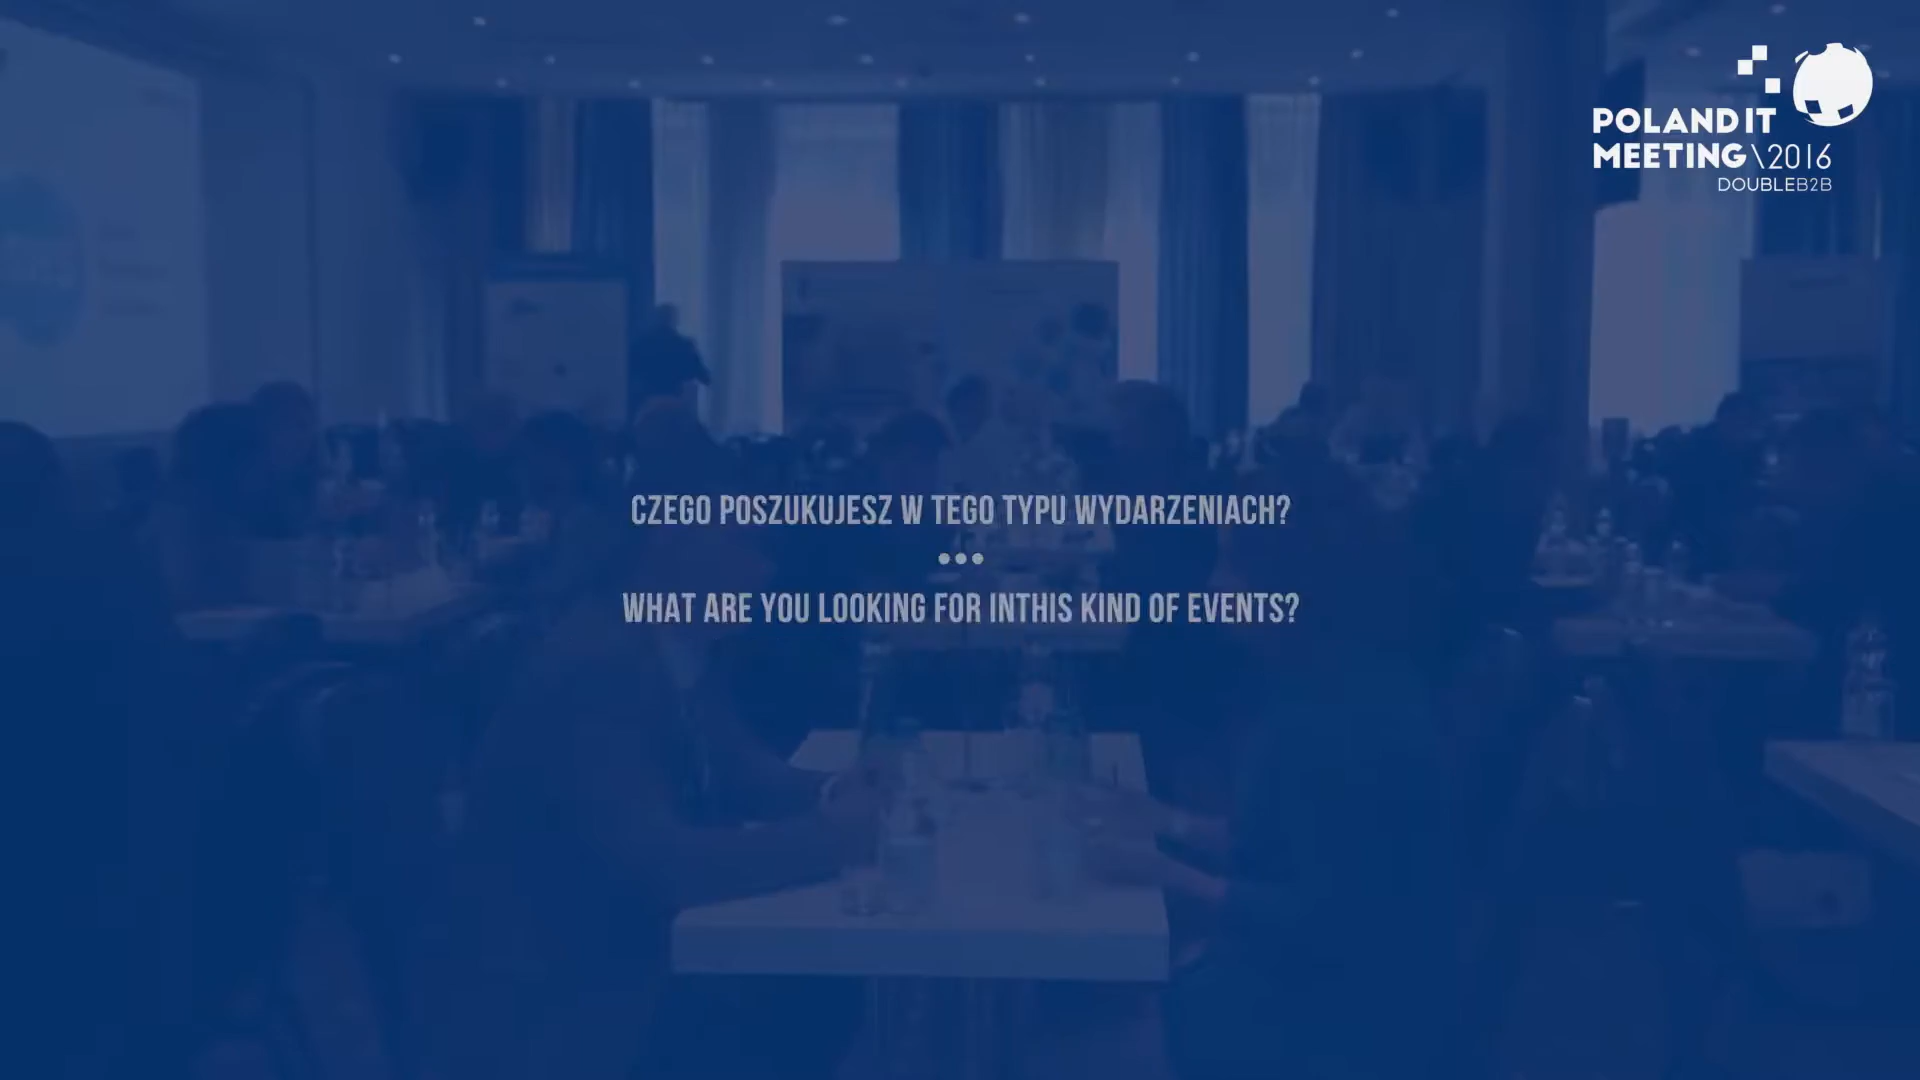 POLAND IT
MEETING\2016
DOUBLEB2B
CZEGO POSZUKUJESZ W TEGO TYPU WYDARZENIACH?
WHAT ARE YOU LOOKING FOR INTHIS KIND OF EVENTS?